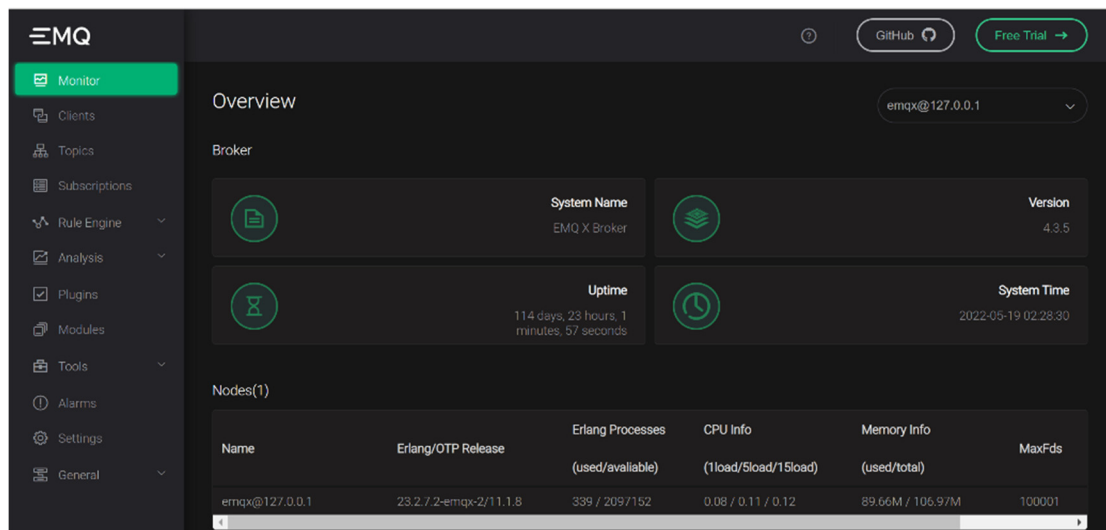 EMQ
GitHub
Free Trial →
Monitor
Clients
Topics
Subscriptions
Rule Engine
Analysis
Plugins
Modules
Tools
Alarms
Settings
General
Overview
emqx@127.0.0.1
Broker
System Name
EMQ X Broker
Version
4.3.5
Uptime
114 days, 23 hours, 1
minutes, 57 seconds
System Time
2022-05-19 02:28:30
Nodes(1)
Name
Erlang/OTP Release
Erlang Processes
(used/avaliable)
CPU Info
(1load/5load/15load)
Memory Info
(used/total)
MaxFds
emqx@127.0.0.1 23.2.7.2-emqx-2/11.1.8 339 / 2097152 0.08 / 0.11 / 0.12 89.66M / 106.97M 100001